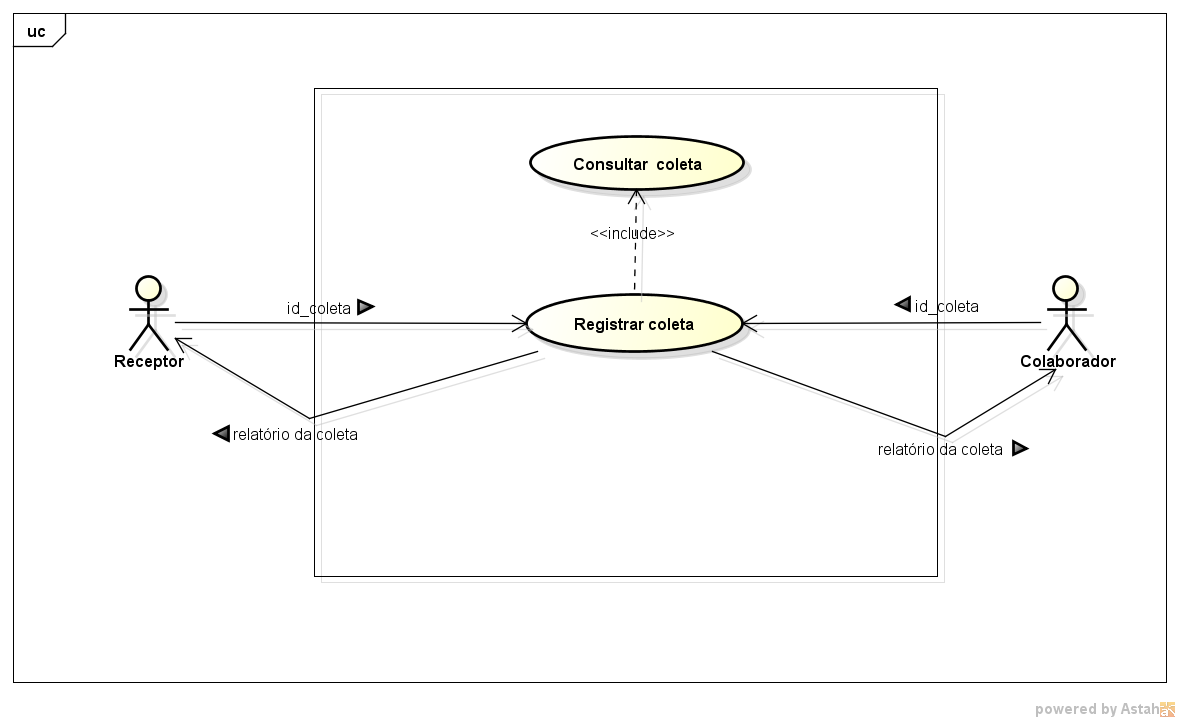 uc
Consultar coleta
<<include>>
id_coleta
id_coleta
Registrar coleta
Receptor
Colaborador
relatório da coleta
relatório da coleta
powered by Astah